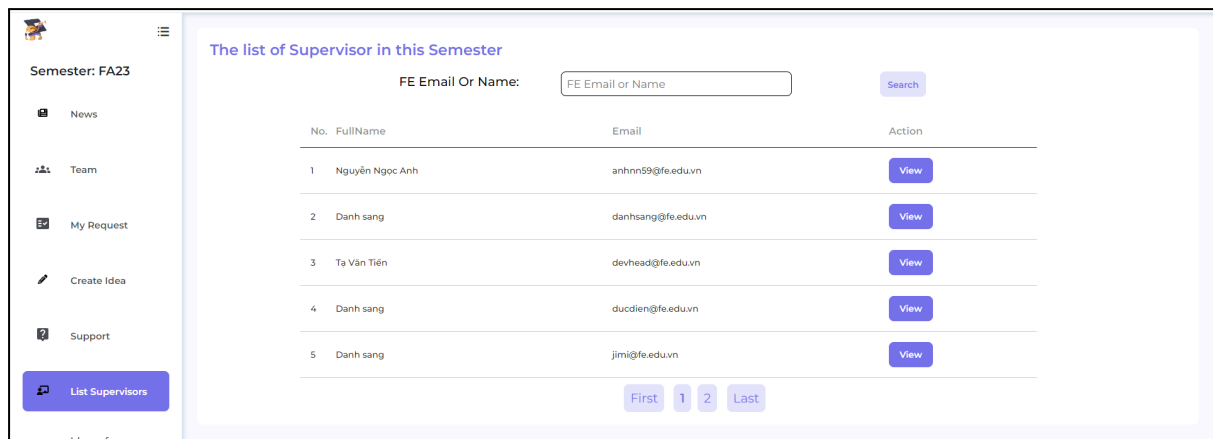 Semester: FA23
News
Team
My Request
Create Idea
Support
List Supervisors
The list of Supervisor in this Semester
FE Email Or Name: FE Email or Name Search
No. FullName Email Action
1 Nguyễn Ngọc Anh anhnn59@fe.edu.vn View
2 Danh sang danhsang@fe.edu.vn View
3 Tạ Văn Tiến devhead@fe.edu.vn View
4 Danh sang ducdien@fe.edu.vn View
5 Danh sang jimi@fe.edu.vn View
First 1 2 Last